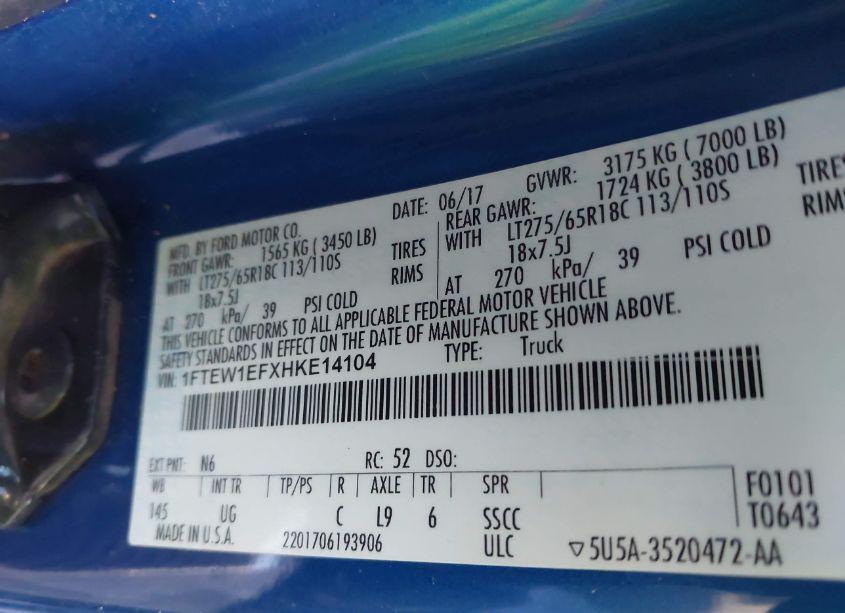 MFD. BY FORD MOTOR CO. DATE: 06/17 GVWR: 3175 KG ( 7000 LB)
FRONT GAWR: 1565 KG ( 3450 LB) REAR GAWR: 1724 KG ( 3800 LB)
WITH LT275/65R18C 113/110S TIRES WITH LT275/65R18C 113/110S TIRES
18x7.5J RIMS 18x7.5J RIMS
AT 270 kPa/ 39 PSI COLD AT 270 kPa/ 39 PSI COLD
THIS VEHICLE CONFORMS TO ALL APPLICABLE FEDERAL MOTOR VEHICLE
SAFETY STANDARDS IN EFFECT ON THE DATE OF MANUFACTURE SHOWN ABOVE.
VIN: 1FTEW1EFXHKE14104 TYPE: Truck
EXT PNT: N6 RC: 52 DSO:
WB INT TR TP/PS R AXLE TR SPR F0101
145 UG C L9 6 SSCC T0643
MADE IN U.S.A. 2201706193906 ULC ▽5U5A-3520472-AA